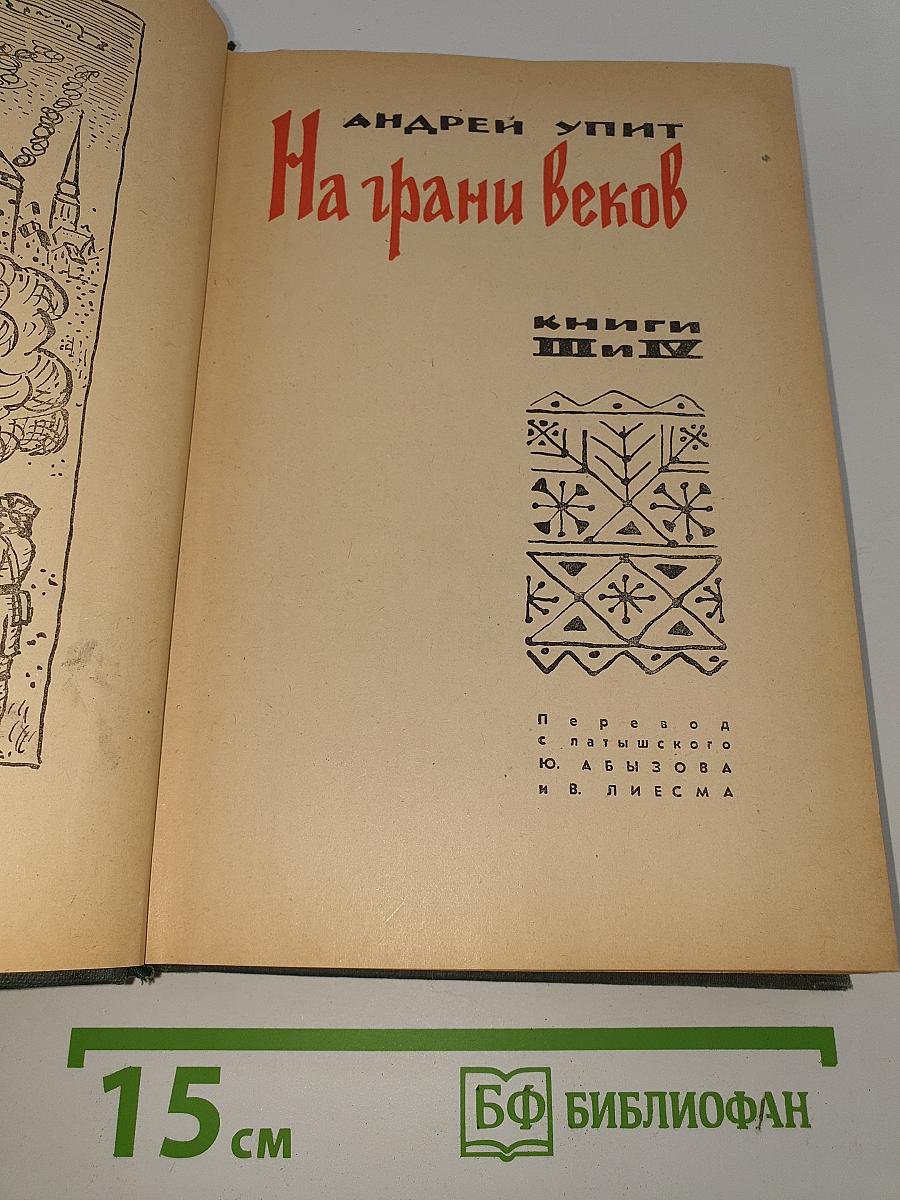 АНДРЕЙ УПИТ
На грани веков
КНИГИ
III и IV
Перевод
с латышского
Ю. АБЫЗОВА
и В. ЛИЕСМА
15 см
БФ БИБЛИОФАН